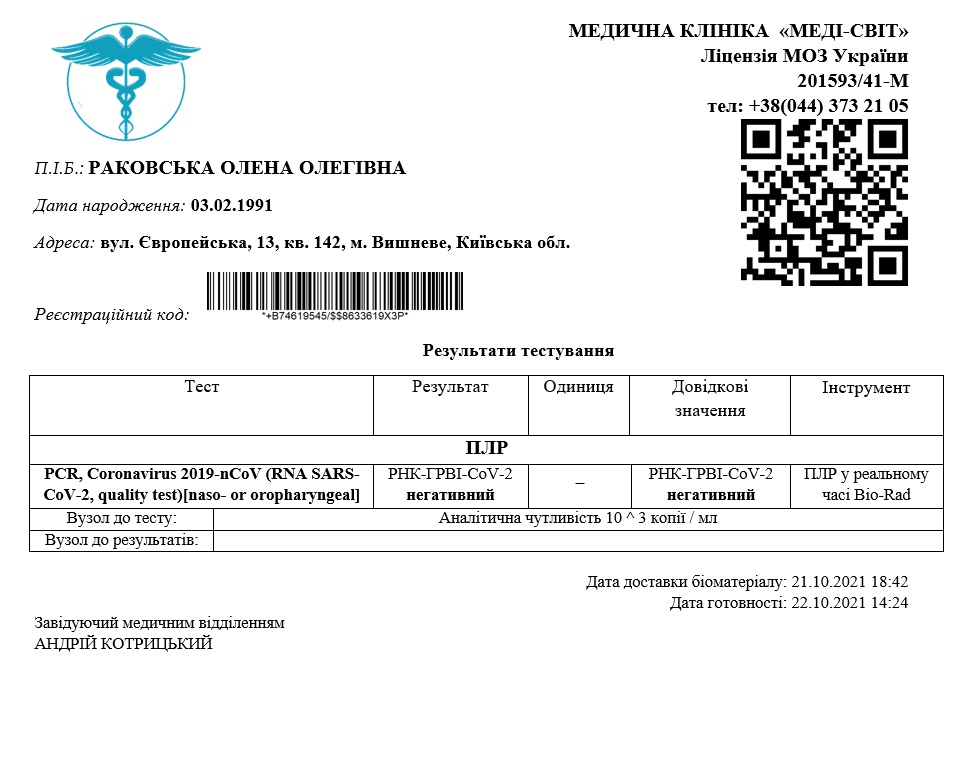 МЕДИЧНА КЛІНІКА «МЕДІ-СВІТ»
Ліцензія МОЗ України
201593/41-М
тел: +38(044) 373 21 05
П.І.Б.: РАКОВСЬКА ОЛЕНА ОЛЕГІВНА
Дата народження: 03.02.1991
Адреса: вул. Європейська, 13, кв. 142, м. Вишневе, Київська обл.
Реєстраційний код: *+B74619545/$$8633619X3P*
Результати тестування
Тест Результат Одиниця Довідкові значення Інструмент
ПЛР
PCR, Coronavirus 2019-nCoV (RNA SARS- РНК-ГРВІ-CoV-2 – РНК-ГРВІ-CoV-2 ПЛР у реальному
CoV-2, quality test)[naso- or oropharyngeal] негативний негативний часі Bio-Rad
Вузол до тесту: Аналітична чутливість 10 ^ 3 копії / мл
Вузол до результатів:
Дата доставки біоматеріалу: 21.10.2021 18:42
Дата готовності: 22.10.2021 14:24
Завідуючий медичним відділенням
АНДРІЙ КОТРИЦЬКИЙ